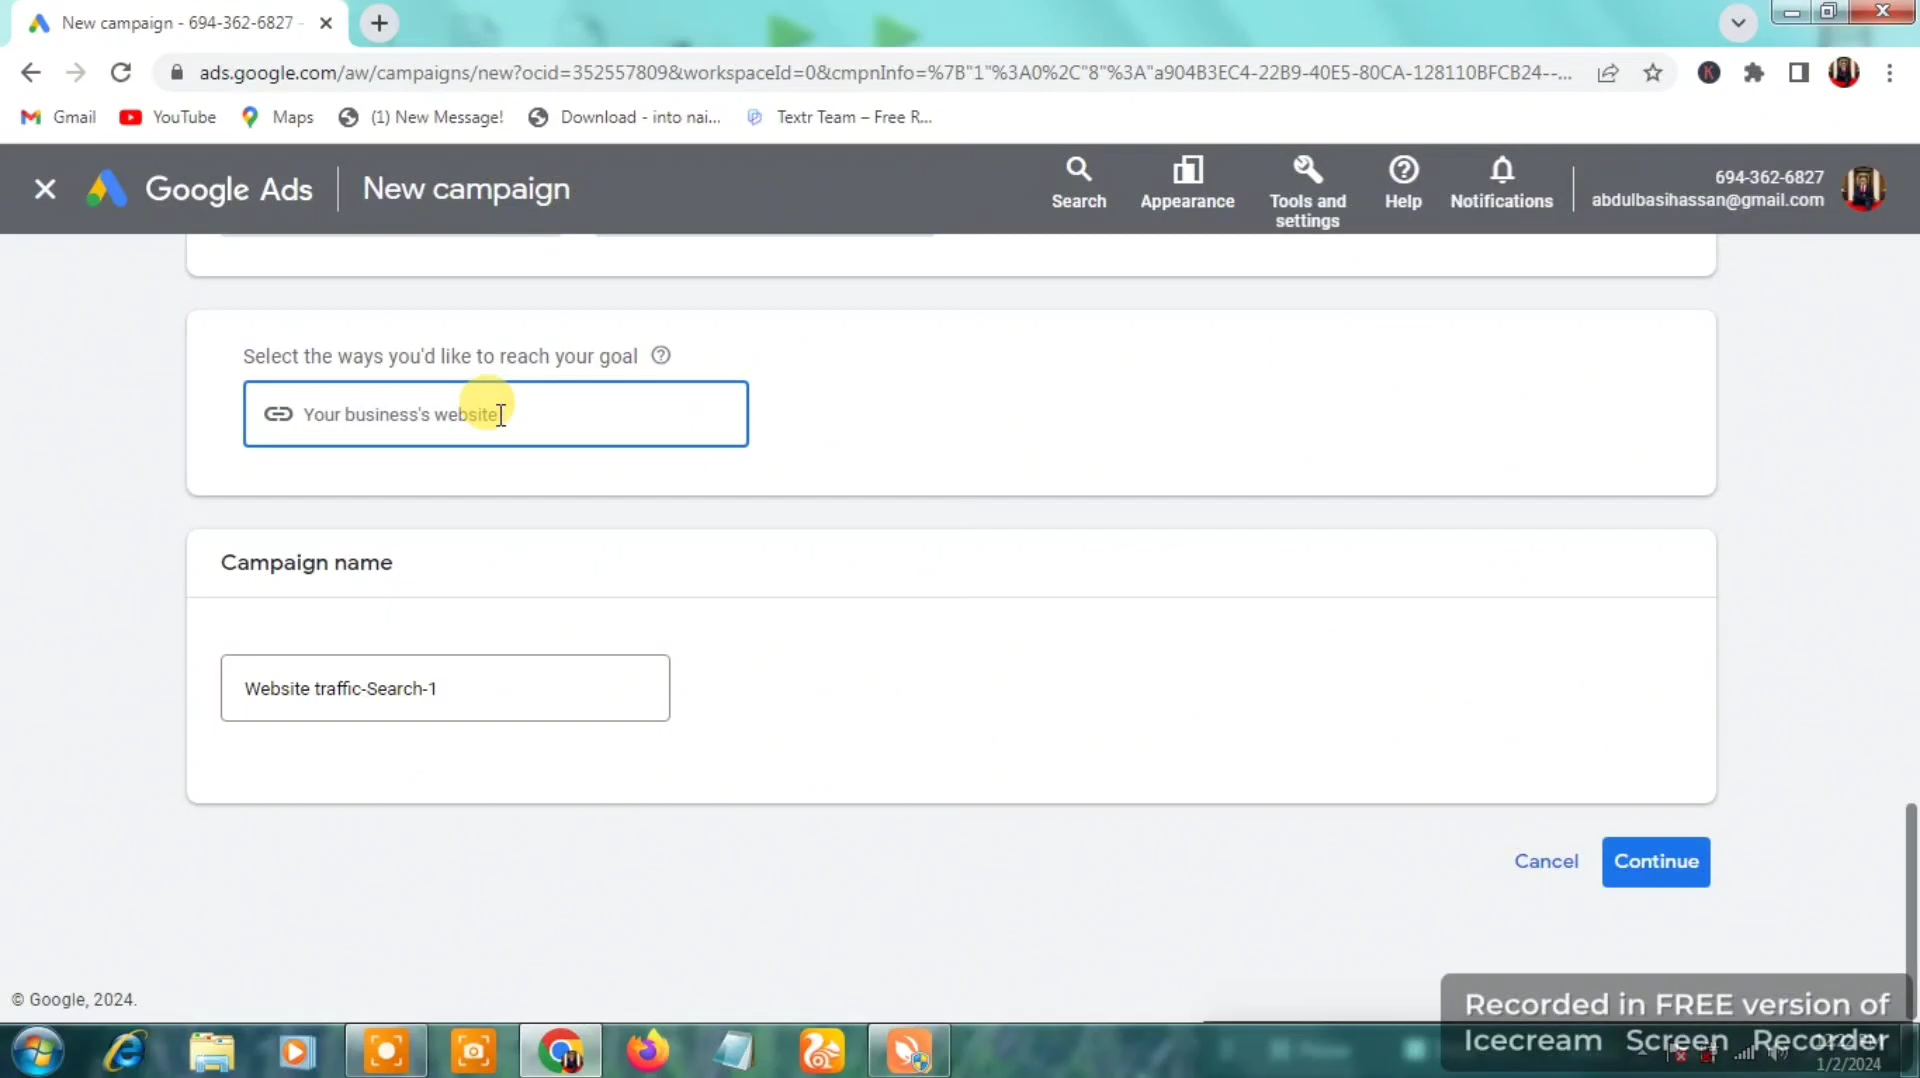 New campaign - 694-362-6827 -
ads.google.com/aw/campaigns/new?ocid=352557809&workspaceId=0&cmpnInfo=%7B"1"%3A0%2C"8"%3A"a904B3EC4-22B9-40E5-80CA-128110BFCB24--...
Gmail YouTube Maps (1) New Message! Download - into nai... Textr Team – Free R...
Google Ads New campaign
Search Appearance Tools and settings Help Notifications
694-362-6827
abdulbasihassan@gmail.com
Select the ways you'd like to reach your goal
Your business's website
Campaign name
Website traffic-Search-1
Cancel Continue
© Google, 2024.
Recorded in FREE version of
Icecream Screen Recorder
1/2/2024